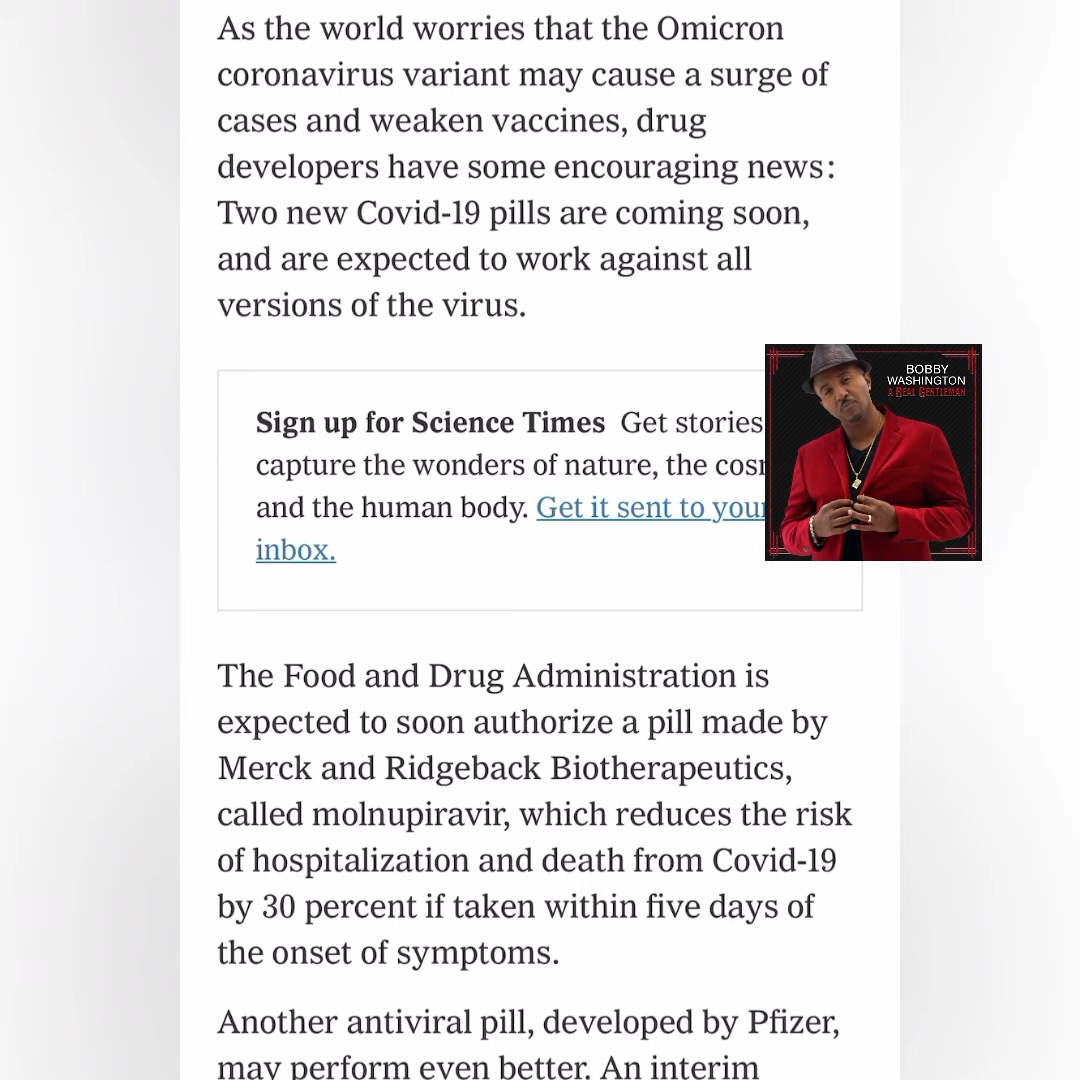 As the world worries that the Omicron
coronavirus variant may cause a surge of
cases and weaken vaccines, drug
developers have some encouraging news:
Two new Covid-19 pills are coming soon,
and are expected to work against all
versions of the virus.
Sign up for Science Times Get stories
capture the wonders of nature, the
and the human body. Get it sent to your
inbox.
BOBBY
WASHINGTON
A REAL GENTLEMAN
The Food and Drug Administration is
expected to soon authorize a pill made by
Merck and Ridgeback Biotherapeutics,
called molnupiravir, which reduces the risk
of hospitalization and death from Covid-19
by 30 percent if taken within five days of
the onset of symptoms.
Another antiviral pill, developed by Pfizer,
may perform even better. An interim